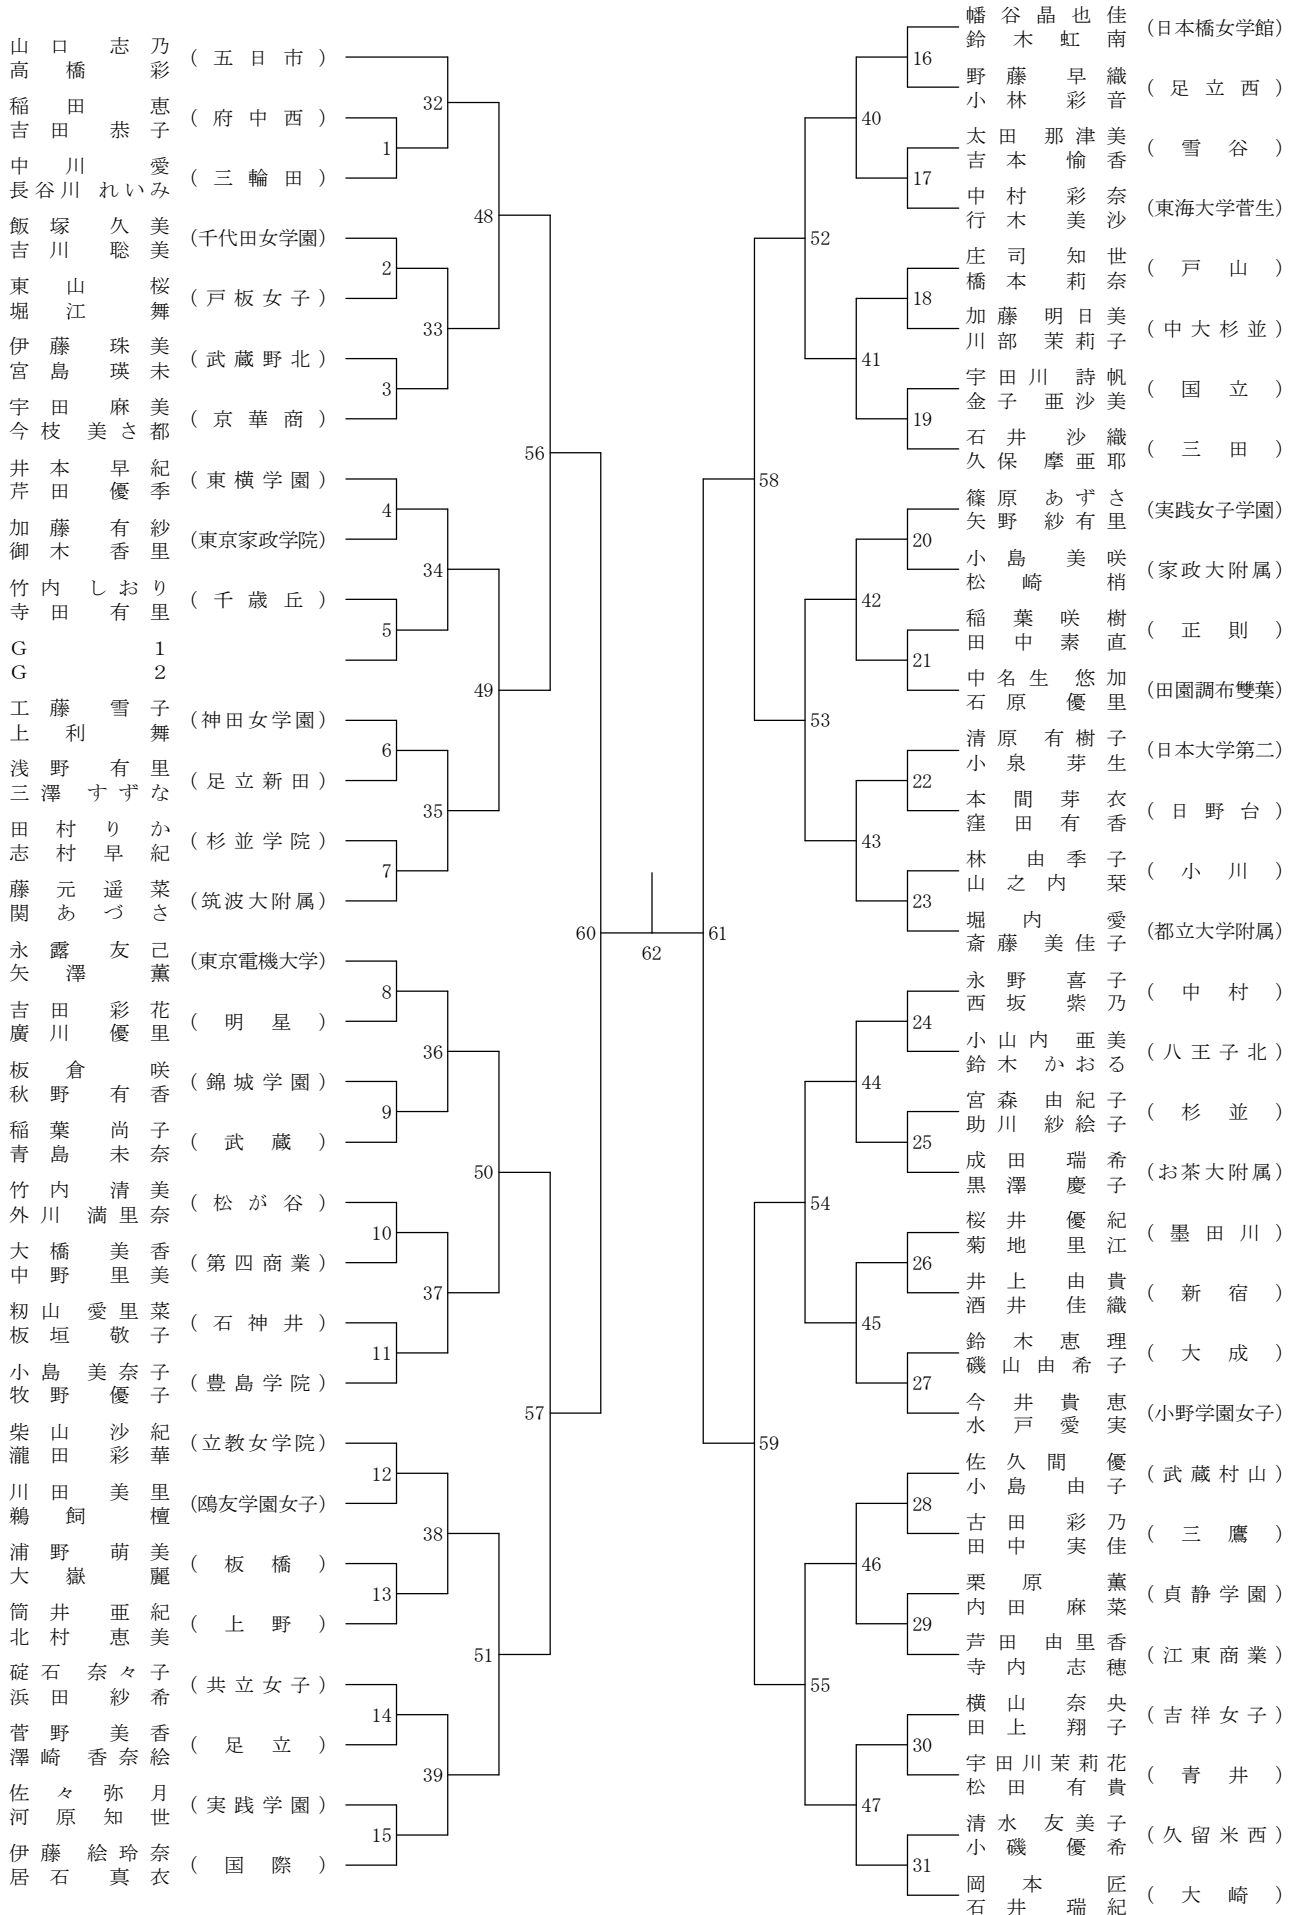 山口 志乃
高橋 彩 (五日市)
稲田 恵
吉田 恭子 (府中西)
中川 愛
長谷川 れいみ (三輪田)
飯塚 久美
吉川 聡美 (千代田女学園)
東山 桜
堀江 舞 (戸板女子)
伊藤 珠美
宮島 瑛未 (武蔵野北)
宇田 麻美
今枝 美さ都 (京華商)
井本 早紀
芹田 優季 (東横学園)
加藤 有紗
御木 香里 (東京家政学院)
竹内 しおり
寺田 有里 (千歳丘)
G 1
G 2
工藤 雪子
上利 舞 (神田女学園)
浅野 有里
三澤 すずな (足立新田)
田村りか
志村早紀 (杉並学院)
藤元遥菜
関あづさ (筑波大附属)
永露 友己
矢澤 薫 (東京電機大学)
吉田 彩花
廣川 優里 (明星)
板倉 咲
秋野 有香 (錦城学園)
稲葉 尚子
青島 未奈 (武蔵)
竹内 清美
外川 満里奈 (松が谷)
大橋 美香
中野 里美 (第四商業)
籾山 愛里菜
板垣 敬子 (石神井)
小島 美奈子
牧野 優子 (豊島学院)
柴山 沙紀
瀧田 彩華 (立教女学院)
川田 美里
鵜飼 檀 (鴎友学園女子)
浦野 萌美
大嶽 麗 (板橋)
筒井 亜紀
北村 恵美 (上野)
碇石 奈々子
浜田 紗希 (共立女子)
菅野 美香
澤崎 香奈絵 (足立)
佐々弥月
河原知世 (実践学園)
伊藤 絵玲奈
居石 真衣 (国際)
32
1
48
2
33
3
56
4
34
5
49
6
35
7
60
8
36
9
50
10
37
11
57
12
38
13
51
14
39
15
62
61
16
40
17
52
18
41
19
58
20
42
21
53
22
43
23
24
44
25
54
26
45
27
59
28
46
29
55
30
47
31
幡谷晶也佳
鈴木虹南 (日本橋女学館)
野藤早織
小林彩音 (足立西)
太田 那津美
吉本 愉香 (雪谷)
中村 彩奈
行木 美沙 (東海大学菅生)
庄司 知世
橋本 莉奈 (戸山)
加藤 明日美
川部 茉莉子 (中大杉並)
宇田川 詩帆
金子 亜沙美 (国立)
石井 沙織
久保 摩亜耶 (三田)
篠原 あずさ
矢野 紗有里 (実践女子学園)
小島 美咲
松崎 梢 (家政大附属)
稲葉咲樹
田中素直 (正則)
中名生 悠加
石原 優里 (田園調布雙葉)
清原 有樹子
小泉 芽生 (日本大学第二)
本間芽衣
窪田有香 (日野台)
林 由季子
山之内 栞 (小川)
堀内 愛
斎藤 美佳子 (都立大学附属)
永野 喜子
西坂 紫乃 (中村)
小山内 亜美
鈴木 かおる (八王子北)
宮森 由紀子
助川 紗絵子 (杉並)
成田 瑞希
黒澤 慶子 (お茶大附属)
桜井 優紀
菊地 里江 (墨田川)
井上 由貴
酒井 佳織 (新宿)
鈴木恵理
磯山由希子 (大成)
今井貴恵
水戸愛実 (小野学園女子)
佐久間 優
小島 由子 (武蔵村山)
古田 彩乃
田中 実佳 (三鷹)
栗原 薫
内田 麻菜 (貞静学園)
芦田 由里香
寺内 志穂 (江東商業)
横山 奈央
田上 翔子 (吉祥女子)
宇田川茉莉花
松田有貴 (青井)
清水 友美子
小磯 優希 (久留米西)
岡本 匠
石井 瑞紀 (大崎)